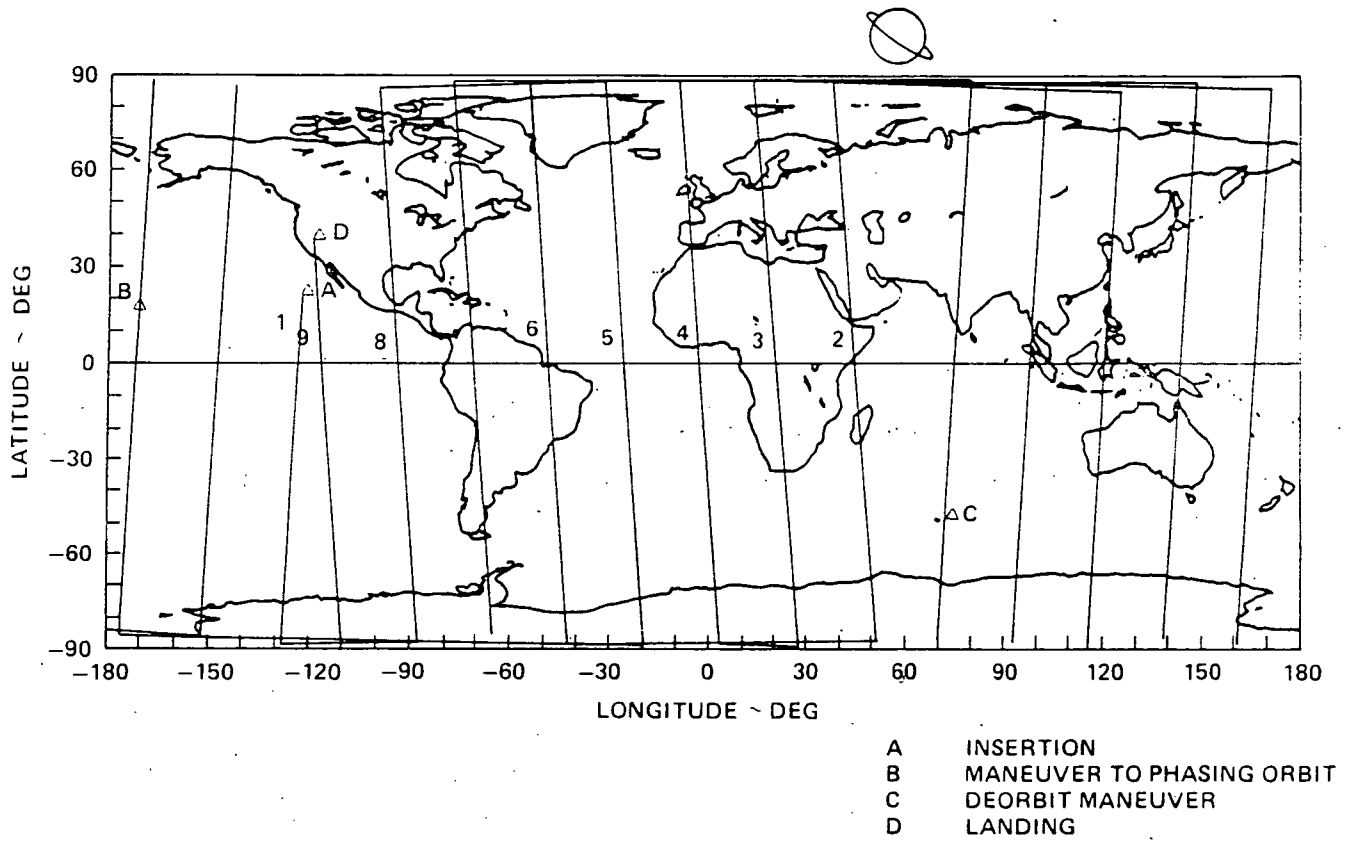 90
60
30
0
−30
−60
−90
LATITUDE ~ DEG
B
D
A
1
9
8
6
5
4
3
2
C
−180 −150 −120 −90 −60 −30 0 30 60 90 120 150 180
LONGITUDE ~ DEG
A INSERTION
B MANEUVER TO PHASING ORBIT
C DEORBIT MANEUVER
D LANDING